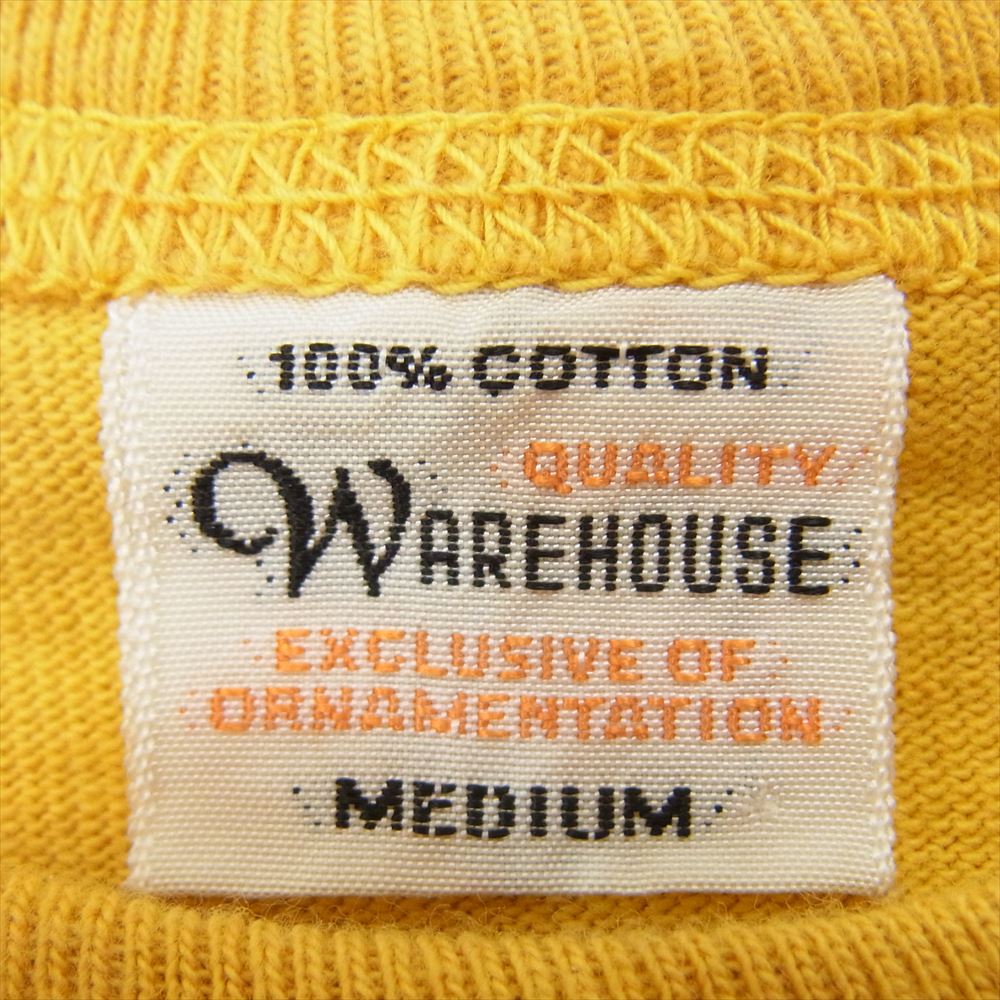 100% COTTON
QUALITY
WAREHOUSE
EXCLUSIVE OF
ORNAMENTATION
MEDIUM